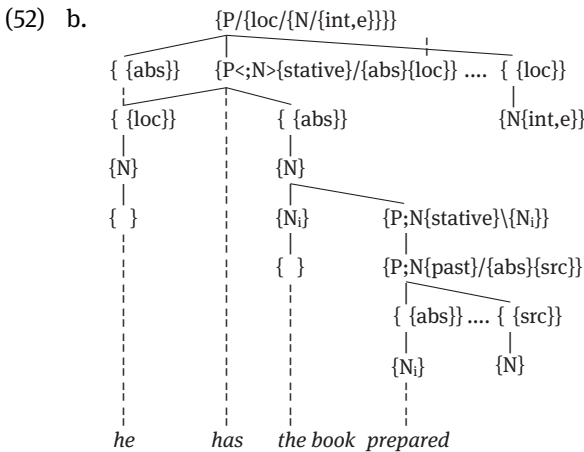 (52) b. {P/{loc/{N/{int,e}}}}
{ {abs}} {P<;N>{stative}/{abs}{loc}} .... { {loc}}
{ {loc}} { {abs}} {N{int,e}}
{N} {N}
{ } {Nᵢ} {P;N{stative}\{Nᵢ}}
{ } {P;N{past}/{abs}{src}}
{ {abs}} .... { {src}}
{Nᵢ} {N}
he has the book prepared